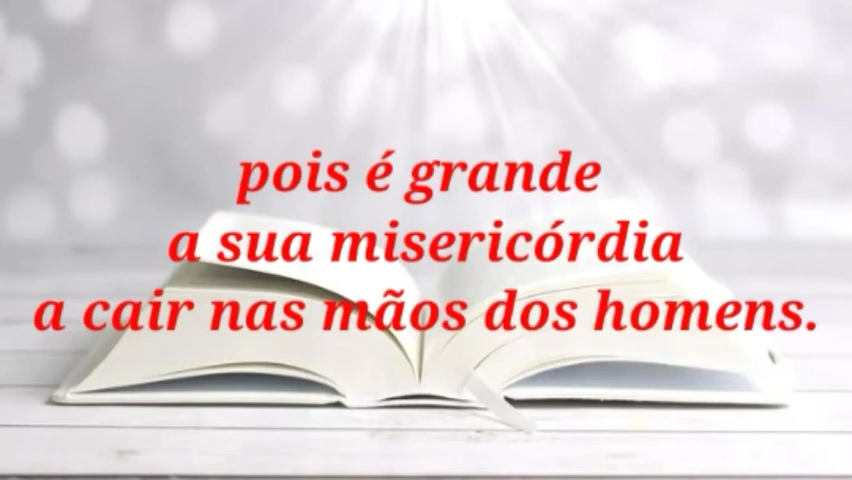 pois é grande
a sua misericórdia
a cair nas mãos dos homens.